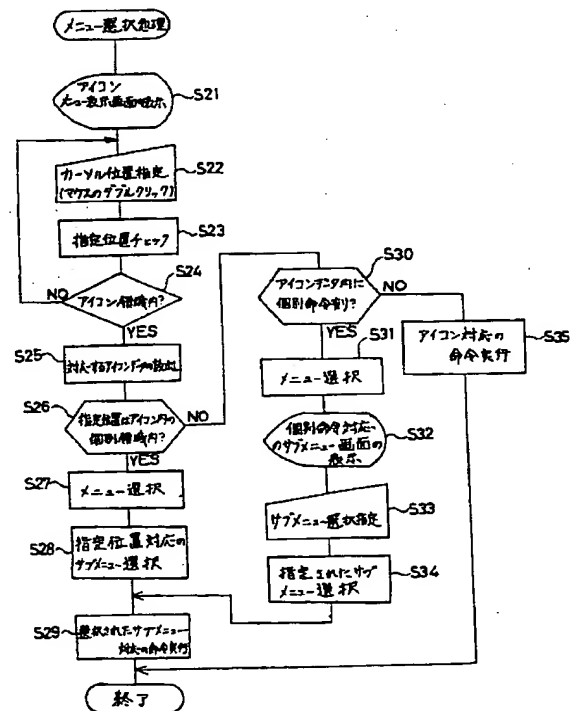 メニュー選択処理
アイコン
メニュー表示画面の表示
S21
カーソル位置指定
(マウスのダブルクリック)
S22
指定位置チェック
S23
アイコン領域内?
S24
NO
YES
S25
対応するアイコンデータの
S26
指定位置はアイコン内の
個別領域内?
NO
YES
S27
メニュー選択
S28
指定位置対応の
サブメニュー選択
S29
選択されたサブメニュー
対応の命令実行
終了
S30
アイコンデータ内に
個別命令有り?
NO
YES
S31
メニュー選択
個別命令対応
のサブメニュー画面の
表示
S32
サブメニュー選択指定
S33
指定されたサブ
メニュー選択
S34
アイコン対応の
命令実行
S35